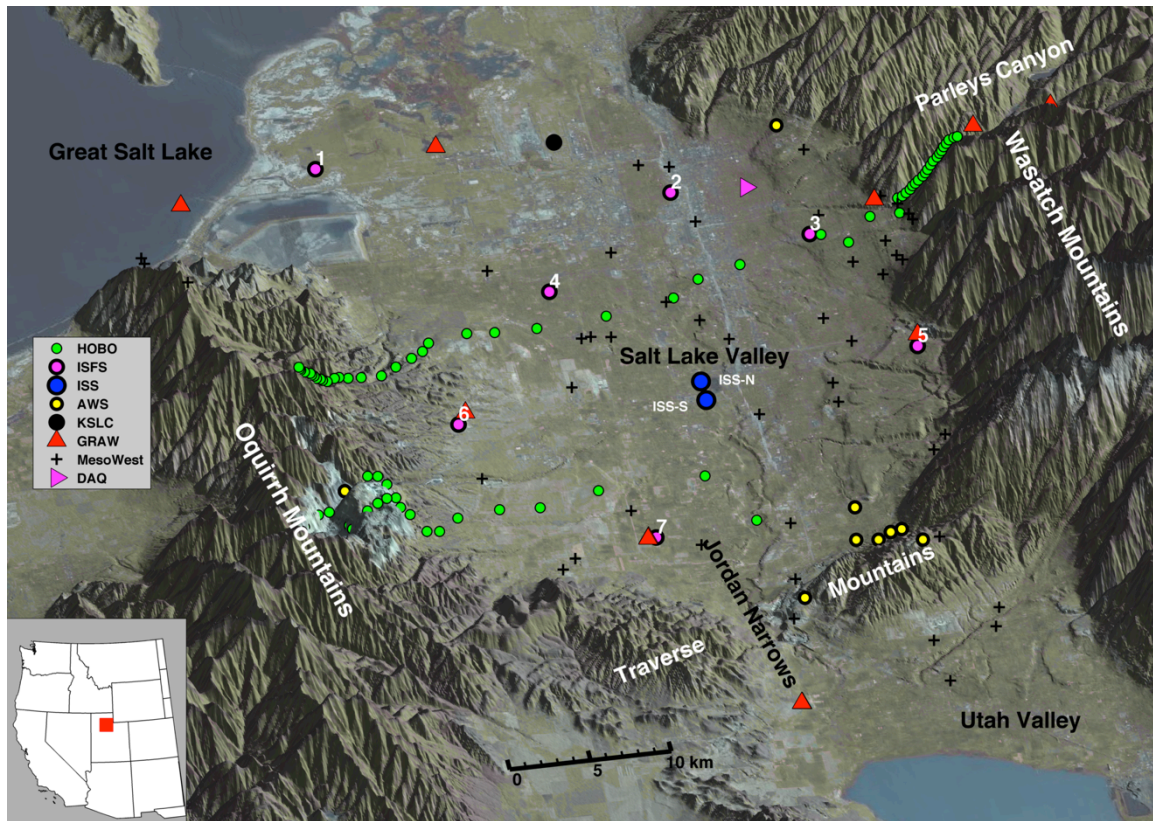 Parleys Canyon
Great Salt Lake
1
2
Wasatch Mountains
3
4
HOBO
ISFS
ISS
AWS
KSLC
GRAW
MesoWest
DAQ
5
Salt Lake Valley
ISS-N
ISS-S
6
Oquirrh Mountains
7
Jordan Narrows
Mountains
Traverse
Utah Valley
0
5
10 km